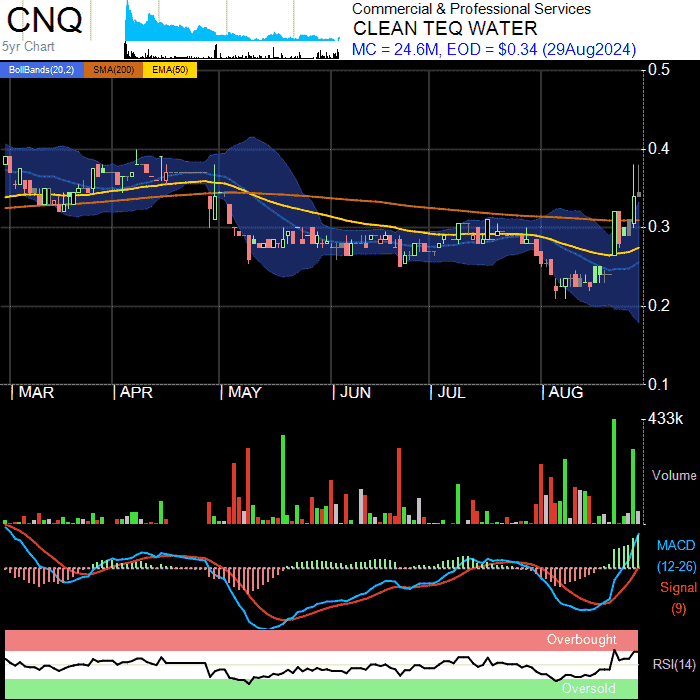 CNQ
5yr Chart
Commercial & Professional Services
CLEAN TEQ WATER
MC = 24.6M, EOD = $0.34 (29Aug2024)
BollBands(20,2) SMA(200) EMA(50)
0.5
0.4
0.3
0.2
0.1
MAR APR MAY JUN JUL AUG
433k
Volume
MACD
(12-26)
Signal
(9)
Overbought
RSI(14)
Oversold